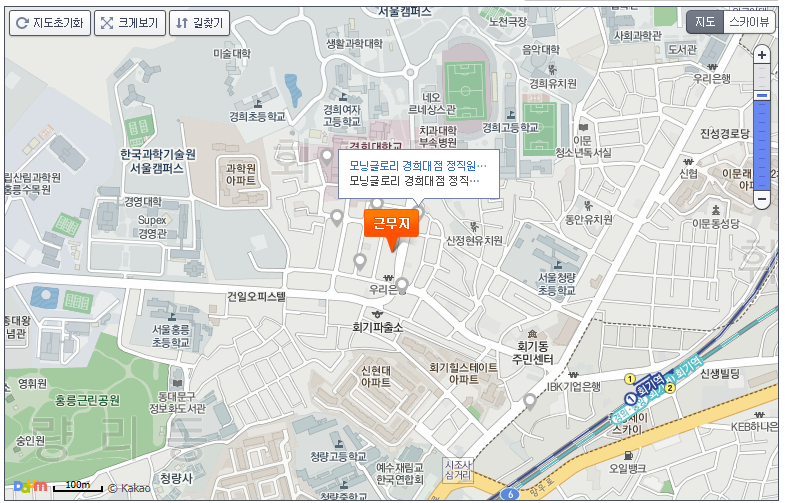 서울캠퍼스
지도초기화
크게보기
길찾기
지도
스카이뷰
노천극장
사회과학관
도서관
생활과학대학
미술대학
음악대학
경희유치원
우리은행
네오
르네상스관
경희여자
고등학교
경희초등학교
치과대학
부속병원
경희고등학교
이문
청소년독서실
진성경로당
경희대학교
한국과학기술원
서울캠퍼스
과학원
아파트
신협
홍릉수목원
모닝글로리 경희대점 정직원…
모닝글로리 경희대점 정직…
경영대학
Supex
경영관
동안유치원
이문동성당
근무지
산정현유치원
서울청량
초등학교
우리은행
건일오피스텔
서울홍릉
초등학교
회기파출소
회기동
주민센터
신현대
아파트
회기힐스테이트
아파트
IBK기업은행
1
회기역
회기역
2
1
신생빌딩
영휘원
홍릉근린공원
동대문구
정보화도서관
숭인원
스카이
KEB하나은
청량고등학교
예수재림교
한국연합회
시조사
삼거리
오일뱅크
청량사
100m
© Kakao
청량중학교
6
망우로